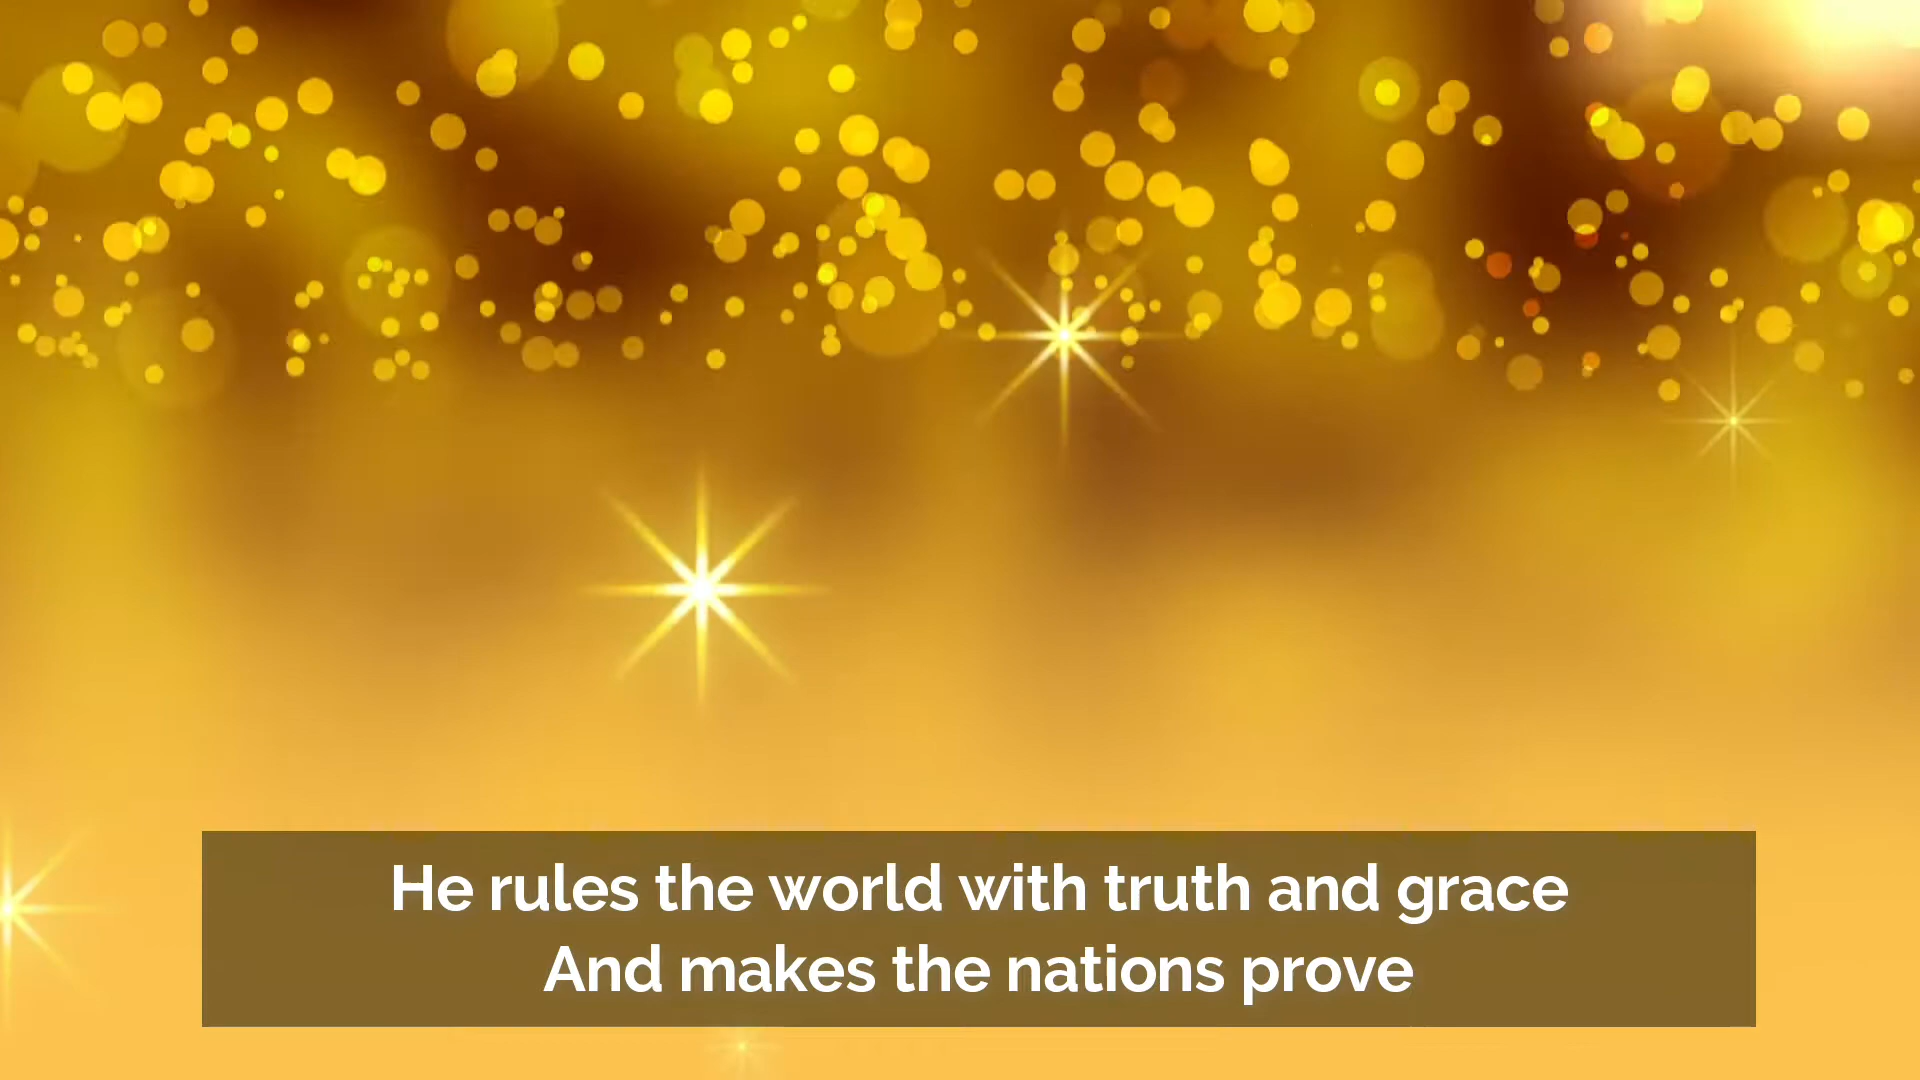 He rules the world with truth and grace
And makes the nations prove